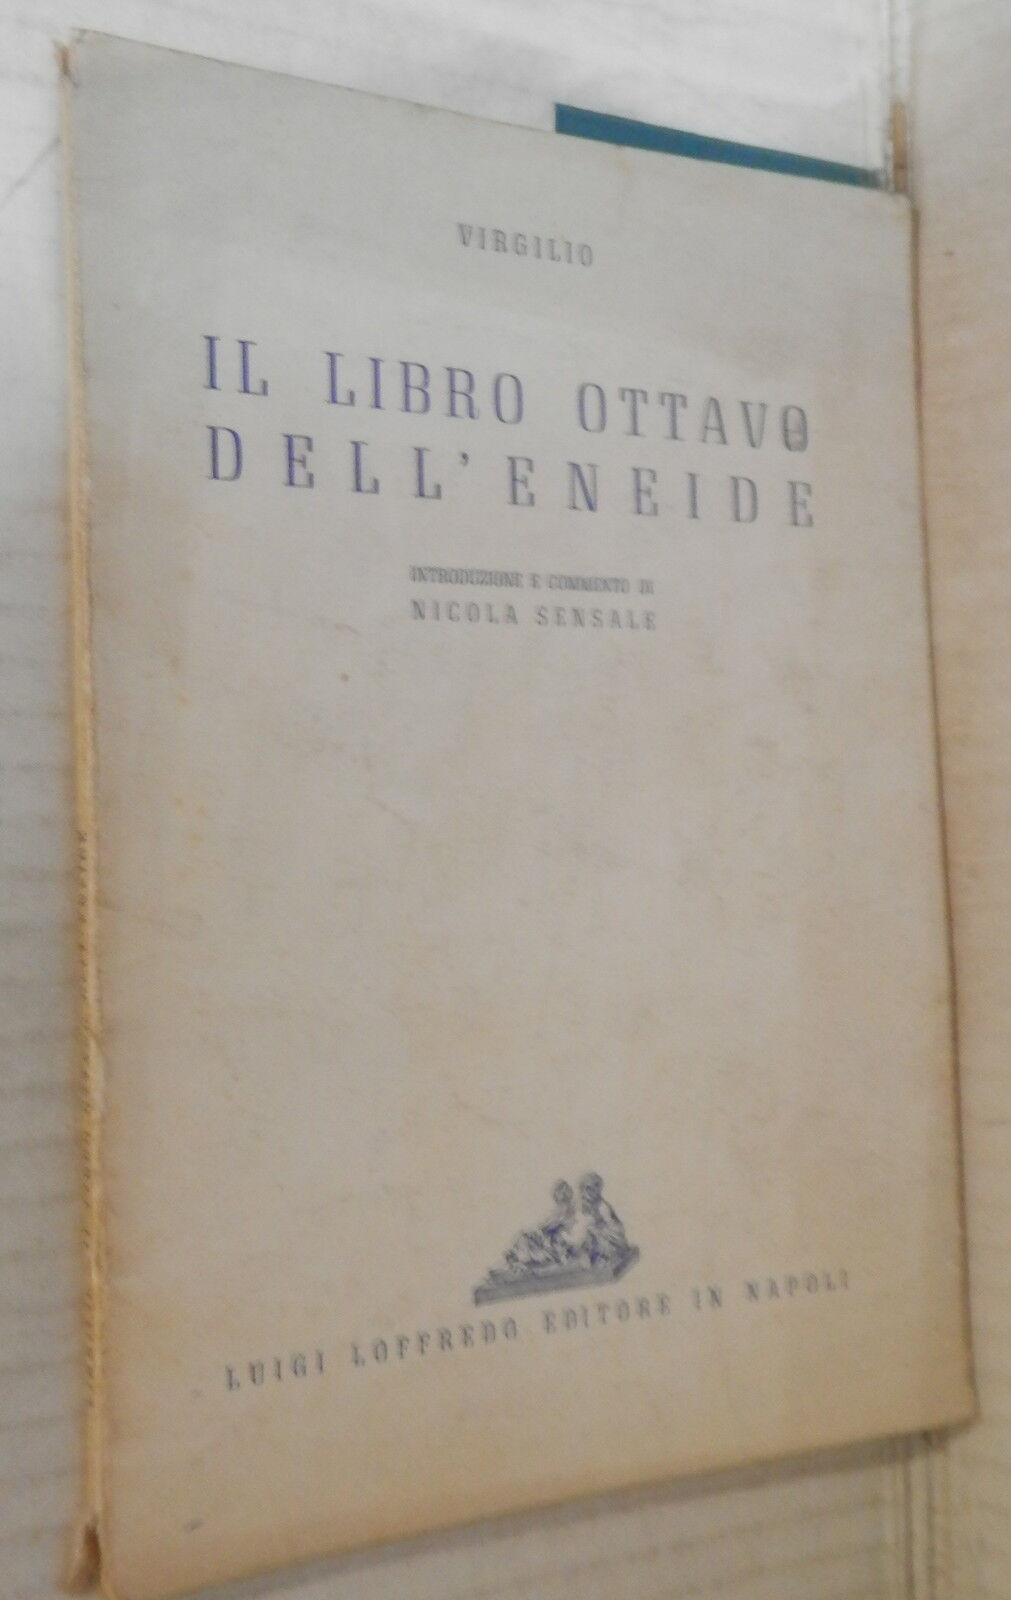 VIRGILIO
IL LIBRO OTTAVO
DELL'ENEIDE
INTRODUZIONE E COMMENTO DI
NICOLA SENSALE
LUIGI LOFFREDO EDITORE IN NAPOLI